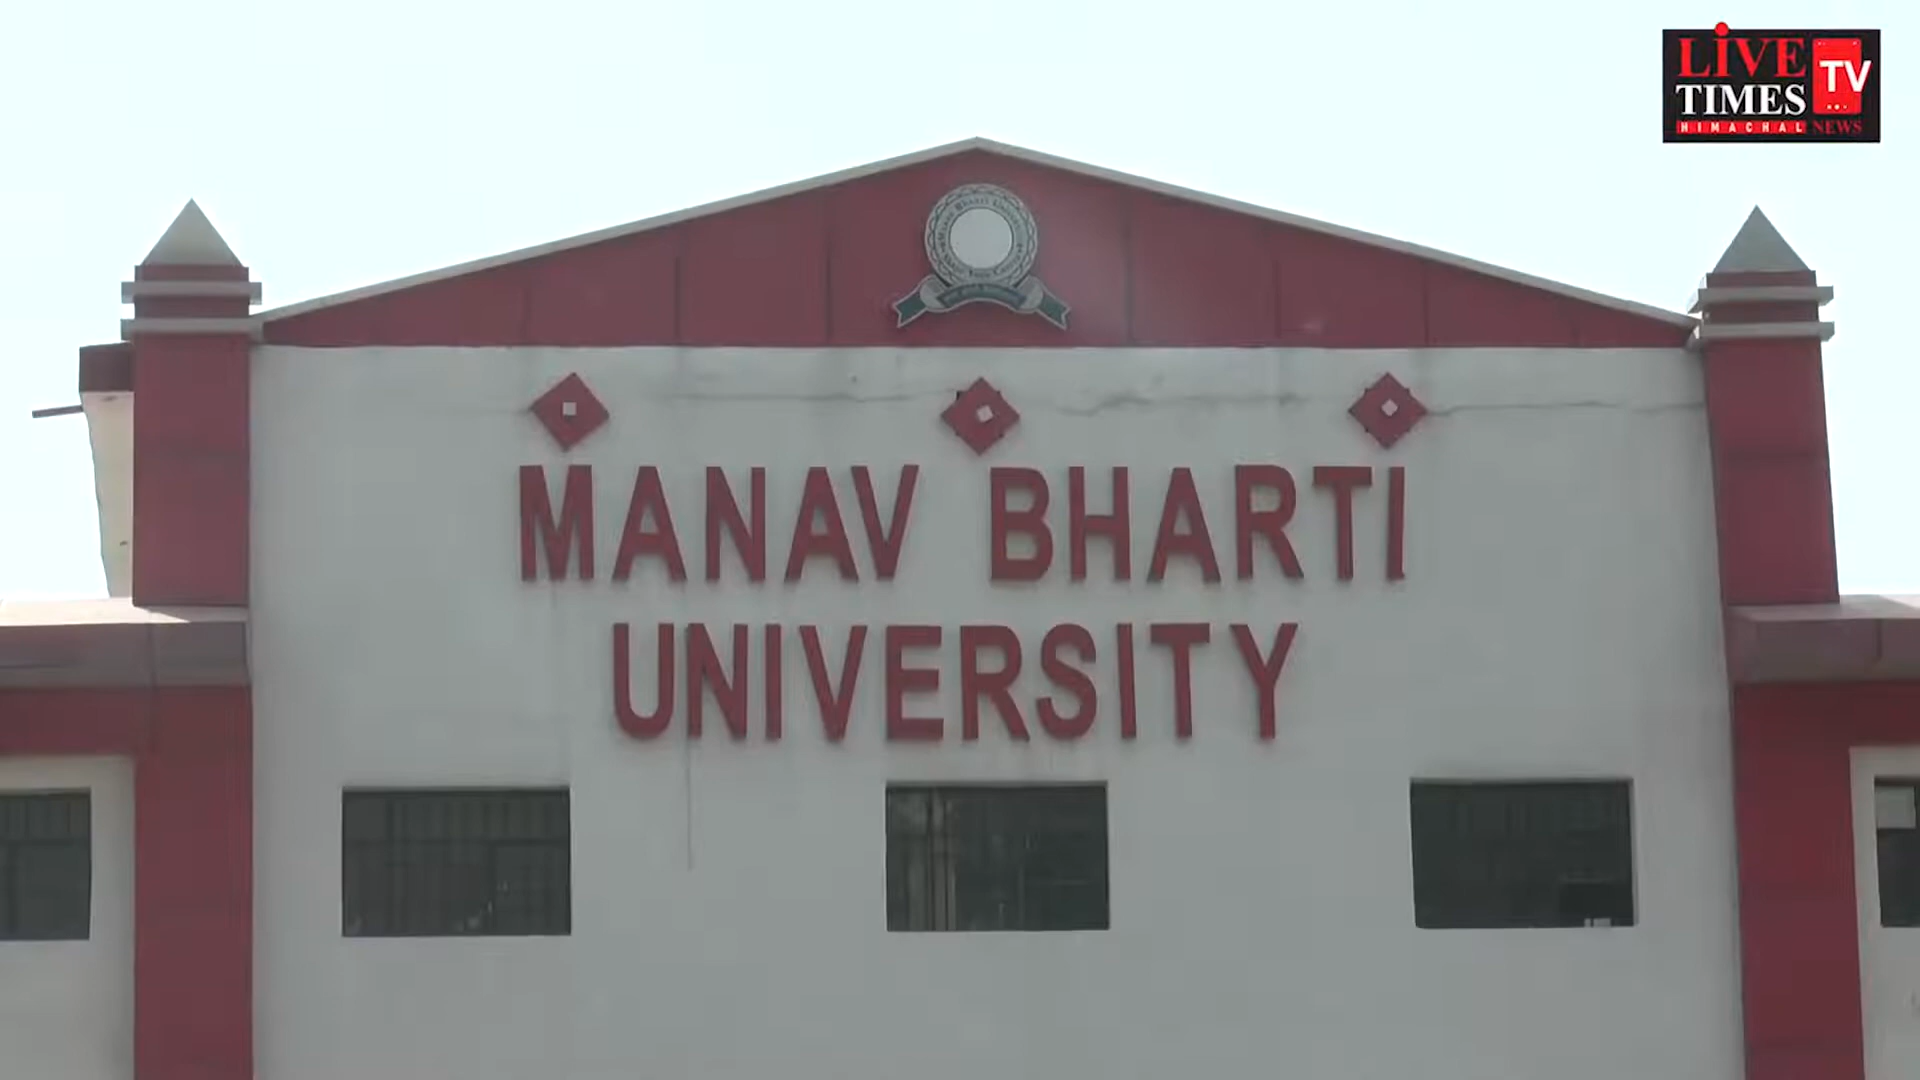 LiVE
TIMES
TV
HIMACHAL NEWS
MANAV BHARTI
UNIVERSITY